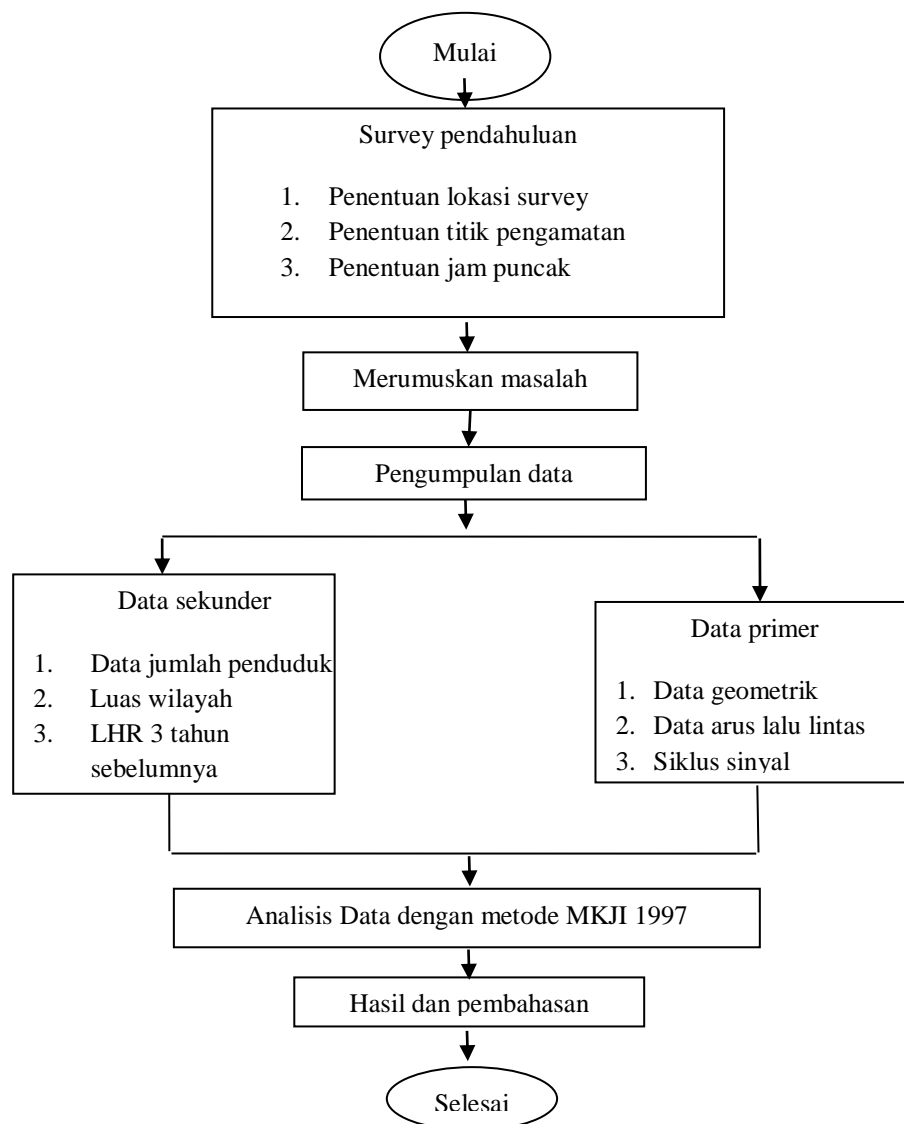 Mulai
Survey pendahuluan
1. Penentuan lokasi survey
2. Penentuan titik pengamatan
3. Penentuan jam puncak
Merumuskan masalah
Pengumpulan data
Data sekunder
1. Data jumlah penduduk
2. Luas wilayah
3. LHR 3 tahun
sebelumnya
Data primer
1. Data geometrik
2. Data arus lalu lintas
3. Siklus sinyal
Analisis Data dengan metode MKJI 1997
Hasil dan pembahasan
Selesai